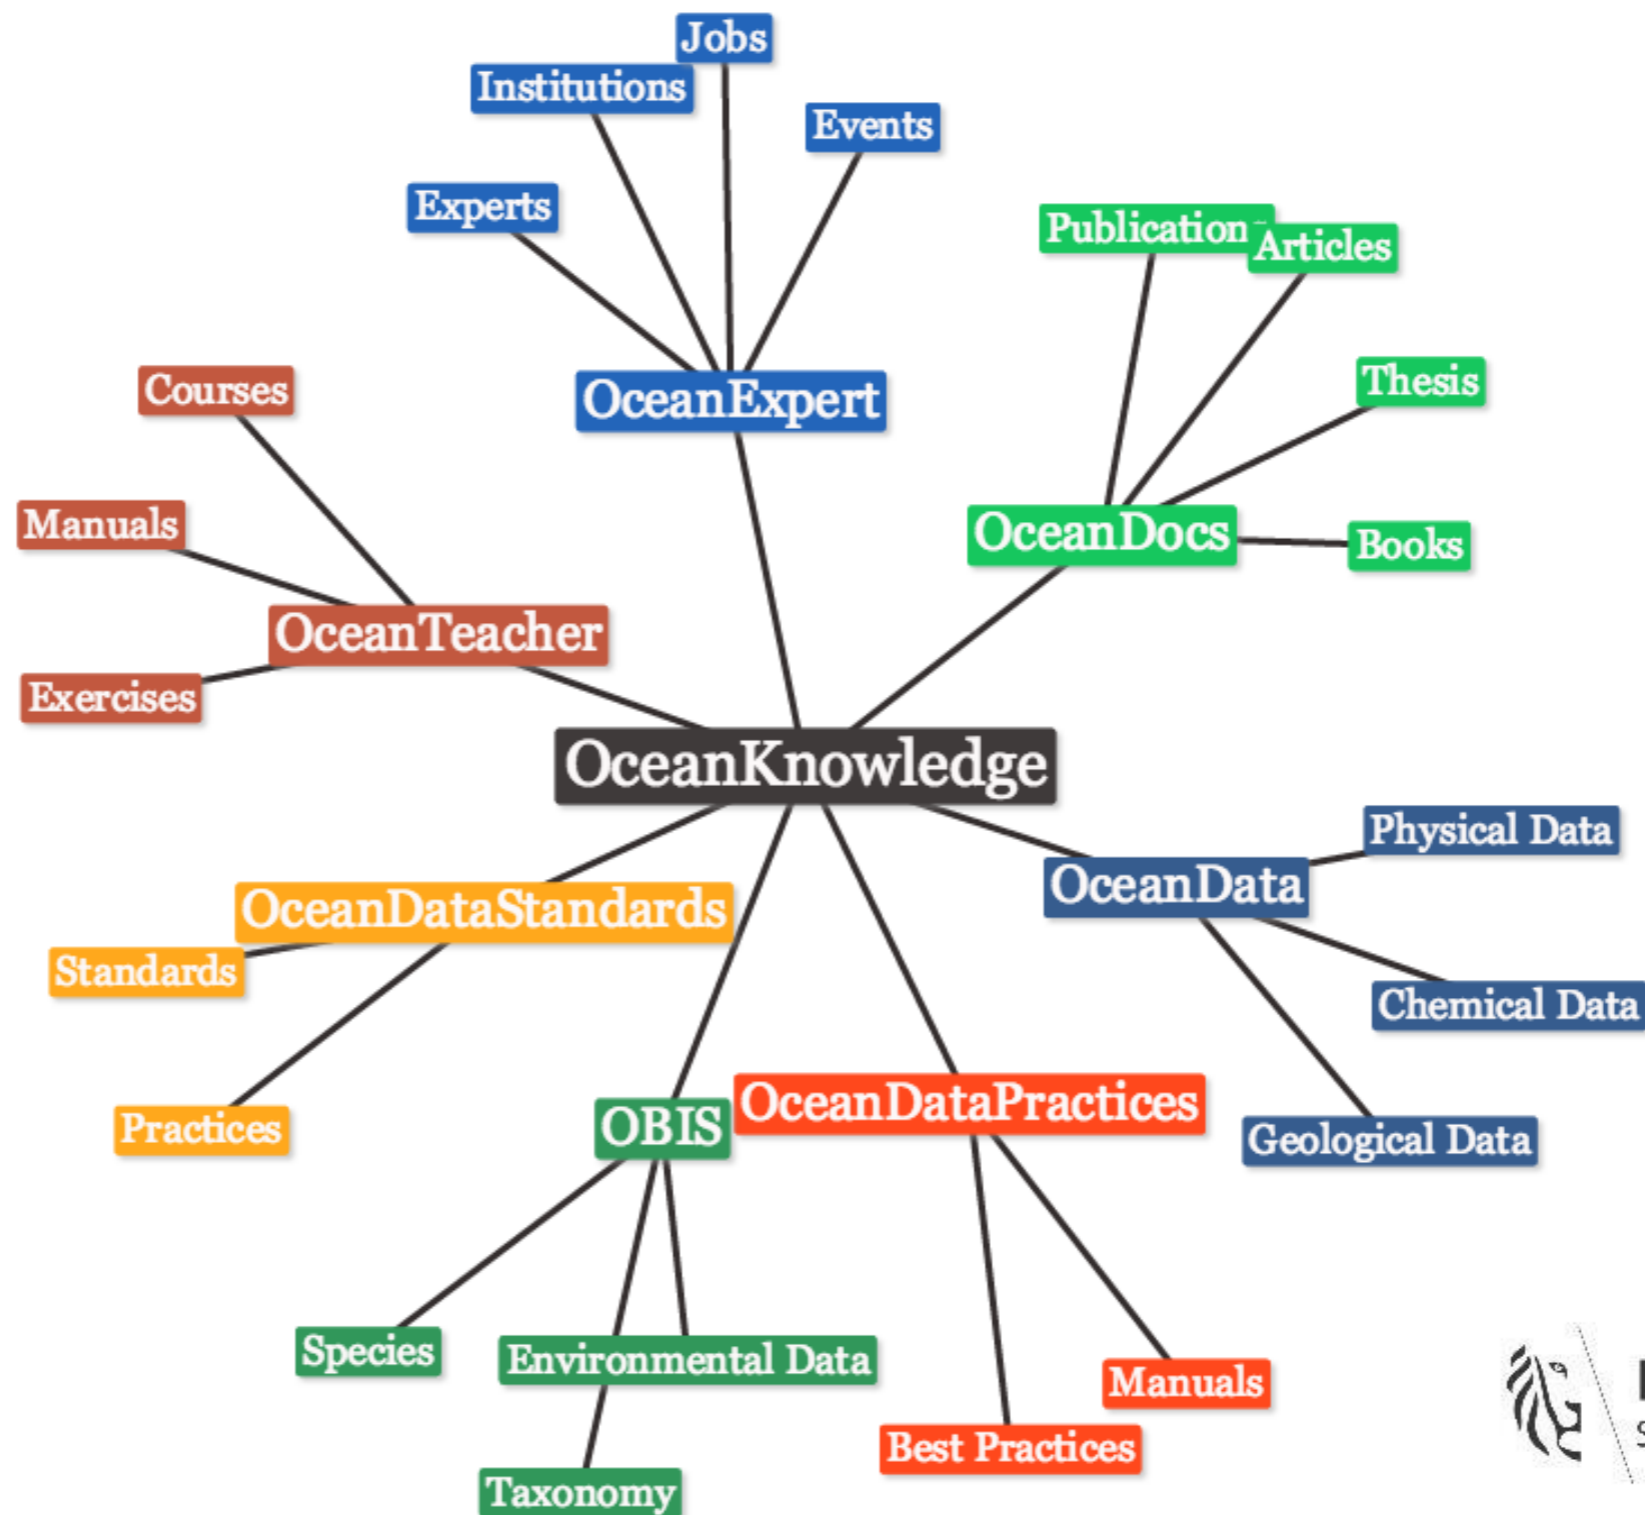 Jobs
Institutions
Events
Experts
Publication
Articles
Thesis
Courses
OceanExpert
Manuals
OceanDocs
Books
OceanTeacher
Exercises
OceanKnowledge
Physical Data
OceanData
OceanDataStandards
Standards
Chemical Data
OceanDataPractices
OBIS
Practices
Geological Data
Species
Environmental Data
Manuals
Best Practices
Taxonomy